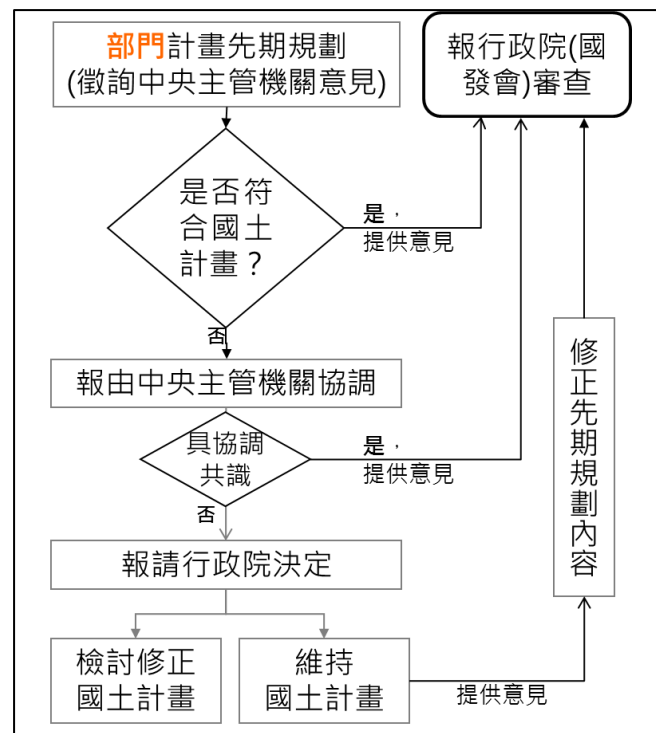 部門計畫先期規劃
(徵詢中央主管機關意見)
報行政院(國
發會)審查
是否符
合國土
計畫？
是，
提供意見
否
報由中央主管機關協調
具協調
共識
是，
提供意見
否
報請行政院決定
檢討修正
國土計畫
維持
國土計畫
提供意見
修正先期規劃內容